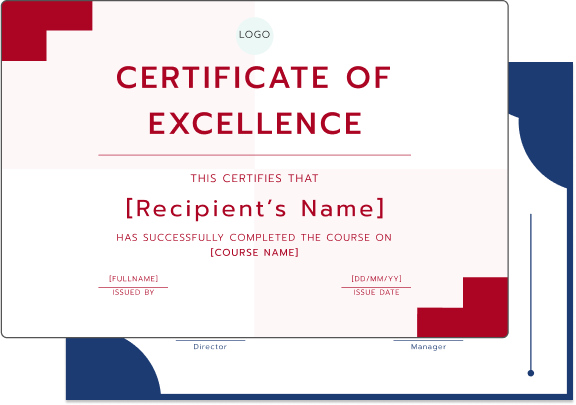 LOGO
CERTIFICATE OF
EXCELLENCE
THIS CERTIFIES THAT
[Recipient's Name]
HAS SUCCESSFULLY COMPLETED THE COURSE ON
[COURSE NAME]
[FULLNAME] [DD/MM/YY]
ISSUED BY ISSUE DATE
Director Manager